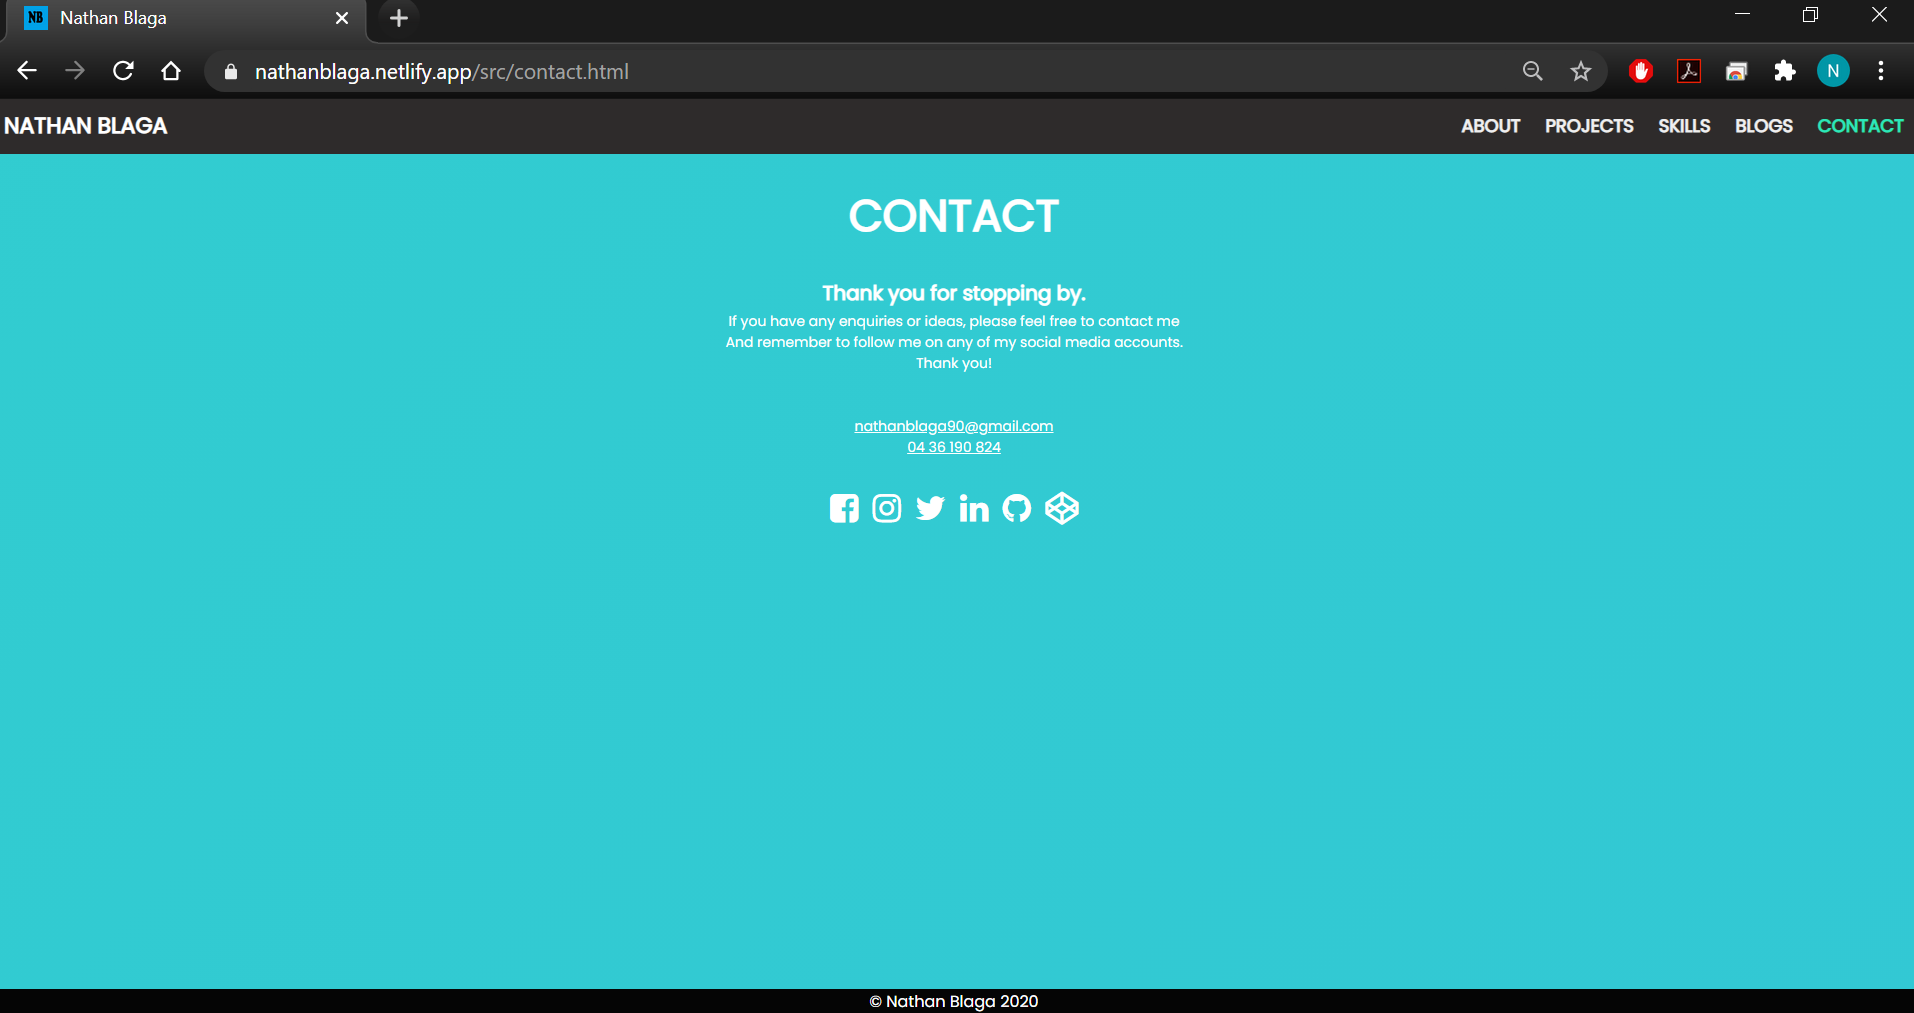 NB Nathan Blaga
nathanblaga.netlify.app/src/contact.html
N
NATHAN BLAGA
ABOUT PROJECTS SKILLS BLOGS CONTACT
CONTACT
Thank you for stopping by.
If you have any enquiries or ideas, please feel free to contact me
And remember to follow me on any of my social media accounts.
Thank you!
nathanblaga90@gmail.com
04 36 190 824
in
© Nathan Blaga 2020